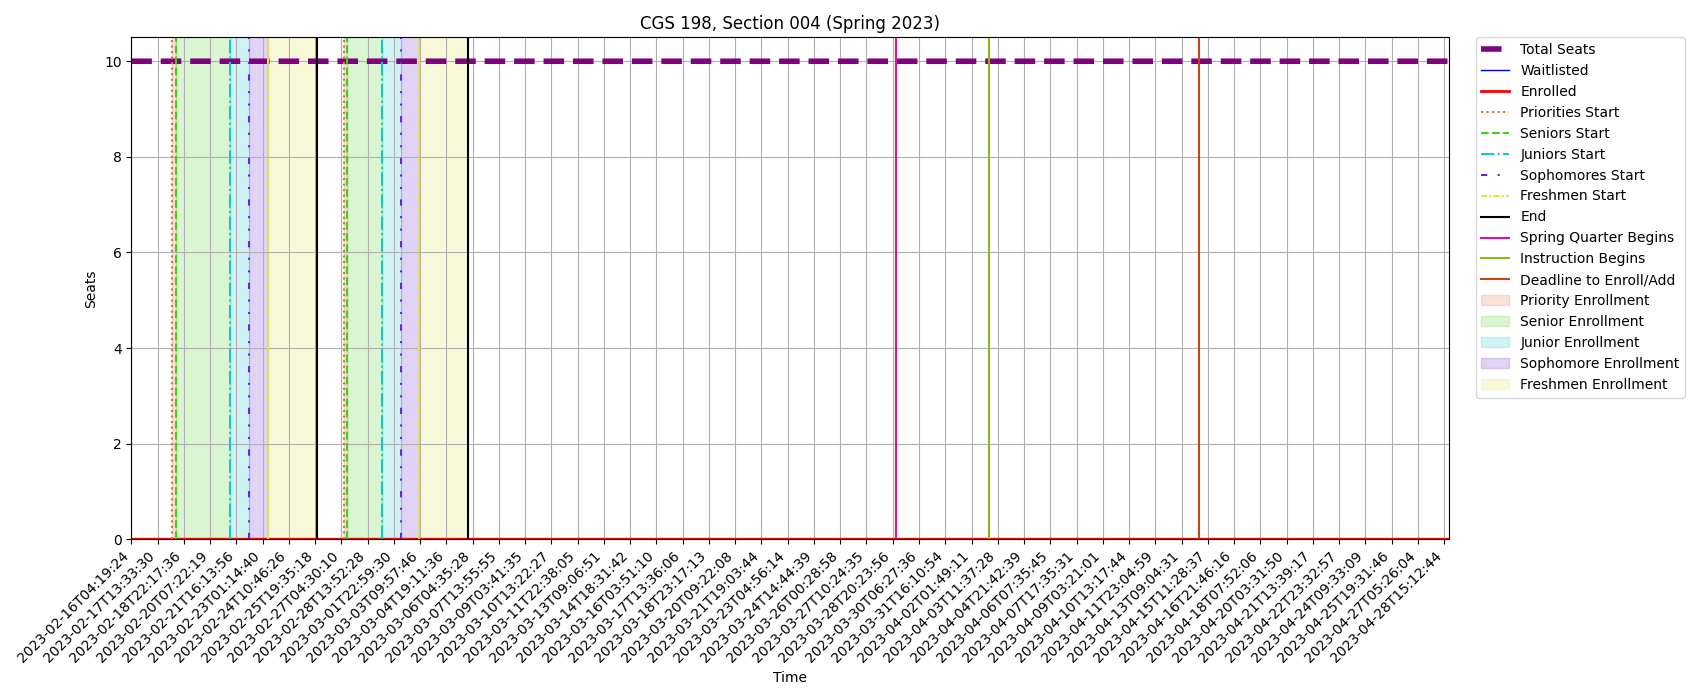 CGS 198, Section 004 (Spring 2023)
10
8
6
4
2
0
Seats
2023-02-16T04:19:24
2023-02-17T13:33:30
2023-02-18T22:17:36
2023-02-20T07:22:19
2023-02-21T16:13:56
2023-02-23T01:14:40
2023-02-24T10:46:26
2023-02-25T19:35:18
2023-02-27T04:30:10
2023-02-28T13:52:28
2023-03-01T22:59:30
2023-03-03T09:57:46
2023-03-04T19:11:36
2023-03-06T04:35:28
2023-03-07T13:55:55
2023-03-09T03:41:35
2023-03-10T13:22:27
2023-03-11T22:38:05
2023-03-13T09:06:51
2023-03-14T18:31:42
2023-03-16T03:51:10
2023-03-17T13:36:06
2023-03-18T23:17:13
2023-03-20T09:22:08
2023-03-21T19:03:44
2023-03-23T04:56:14
2023-03-24T14:44:39
2023-03-26T00:28:58
2023-03-27T10:24:35
2023-03-28T20:23:56
2023-03-30T06:27:36
2023-03-31T16:10:54
2023-04-02T01:49:11
2023-04-03T11:37:28
2023-04-04T21:42:39
2023-04-06T07:35:45
2023-04-07T17:35:31
2023-04-09T03:21:01
2023-04-10T13:17:44
2023-04-11T23:04:59
2023-04-13T09:04:31
2023-04-15T11:28:37
2023-04-16T21:46:16
2023-04-18T07:52:06
2023-04-20T03:31:50
2023-04-21T13:39:17
2023-04-22T23:32:57
2023-04-24T09:33:09
2023-04-25T19:31:46
2023-04-27T05:26:04
2023-04-28T15:12:44
Time
Total Seats
Waitlisted
Enrolled
Priorities Start
Seniors Start
Juniors Start
Sophomores Start
Freshmen Start
End
Spring Quarter Begins
Instruction Begins
Deadline to Enroll/Add
Priority Enrollment
Senior Enrollment
Junior Enrollment
Sophomore Enrollment
Freshmen Enrollment